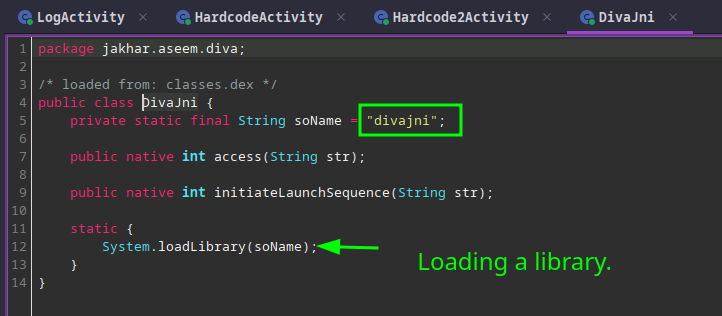 LogActivity × HardcodeActivity × Hardcode2Activity × DivaJni ×
1 package jakhar.aseem.diva;
2
3 /* loaded from: classes.dex */
4 public class DivaJni {
5 private static final String soName = "divajni";
6
7 public native int access(String str);
8
9 public native int initiateLaunchSequence(String str);
10
11 static {
12 System.loadLibrary(soName);
Loading a library.
13 }
14 }